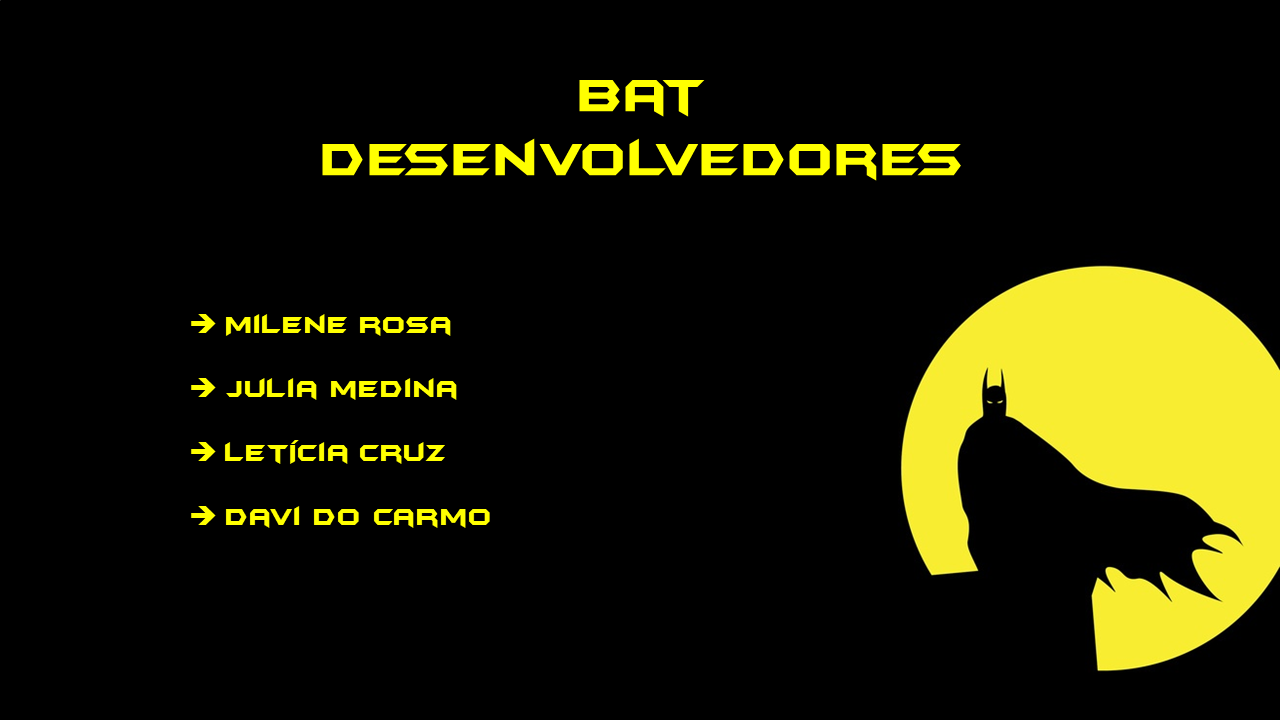 BAT
DESENVOLVEDORES
➔ MILENE ROSA
➔ JULIA MEDINA
➔ LETÍCIA CRUZ
➔ DAVI DO CARMO